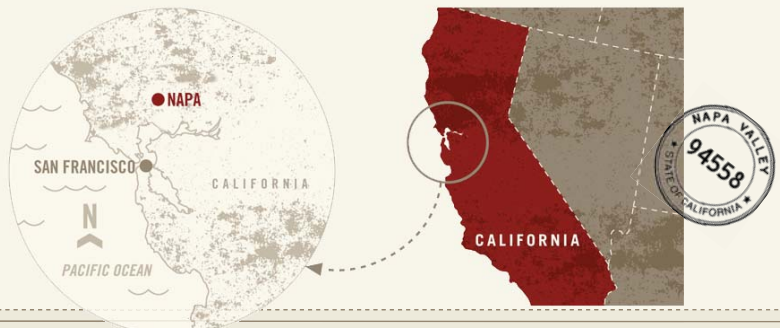 NAPA
SAN FRANCISCO
CALIFORNIA
N
PACIFIC OCEAN
CALIFORNIA
NAPA VALLEY
94558
★ STATE OF CALIFORNIA ★